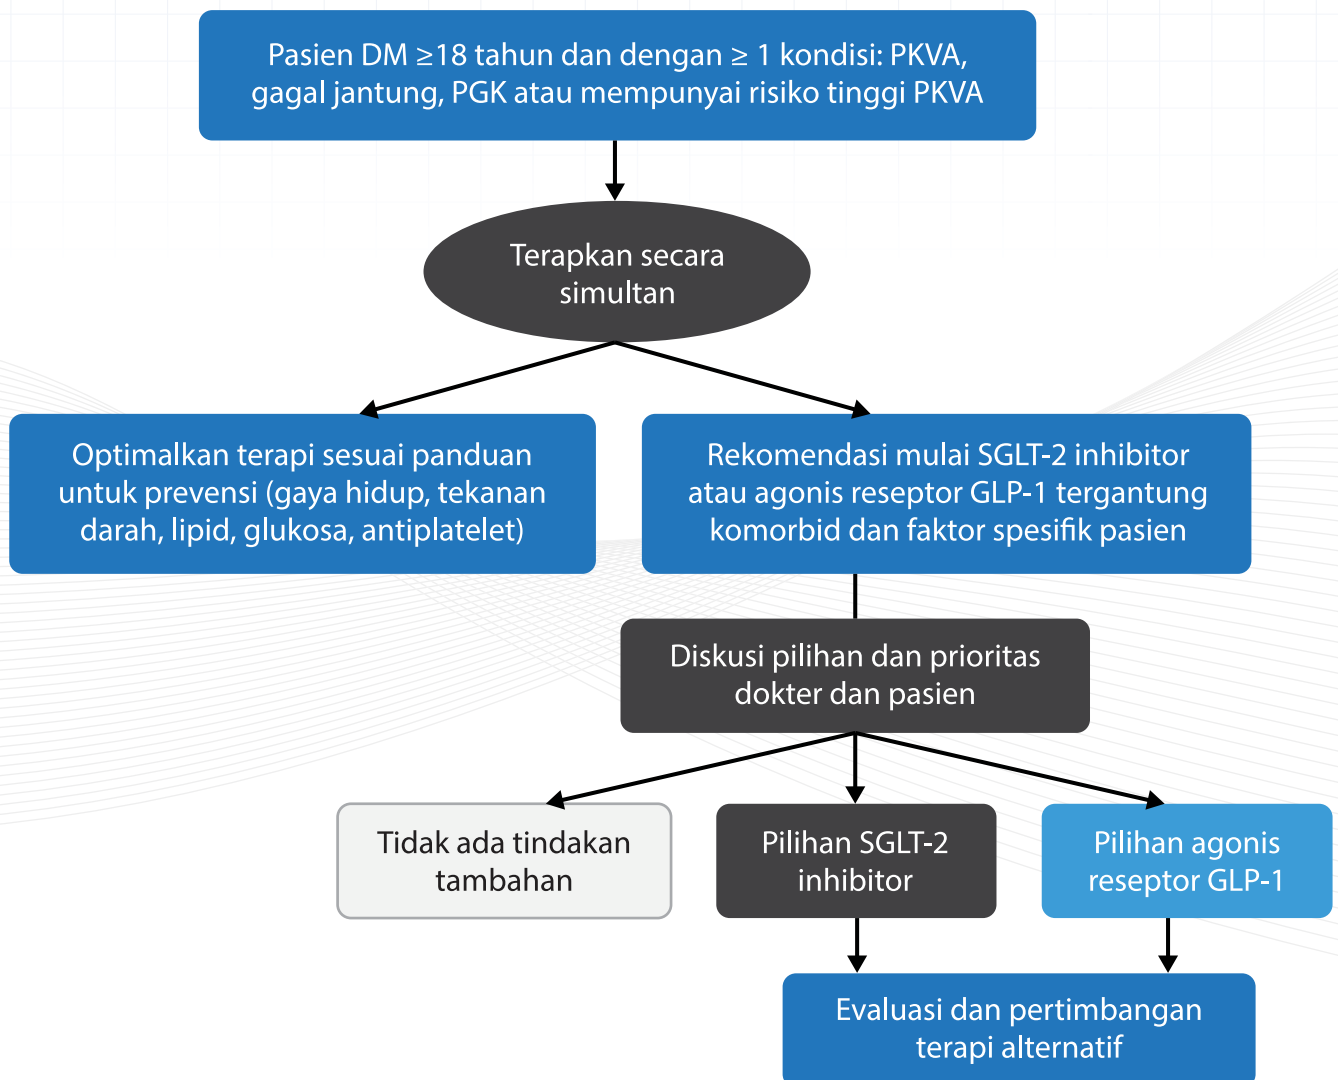 Pasien DM ≥18 tahun dan dengan ≥ 1 kondisi: PKVA,
gagal jantung, PGK atau mempunyai risiko tinggi PKVA
Terapkan secara
simultan
Optimalkan terapi sesuai panduan
untuk prevensi (gaya hidup, tekanan
darah, lipid, glukosa, antiplatelet)
Rekomendasi mulai SGLT-2 inhibitor
atau agonis reseptor GLP-1 tergantung
komorbid dan faktor spesifik pasien
Diskusi pilihan dan prioritas
dokter dan pasien
Tidak ada tindakan
tambahan
Pilihan SGLT-2
inhibitor
Pilihan agonis
reseptor GLP-1
Evaluasi dan pertimbangan
terapi alternatif